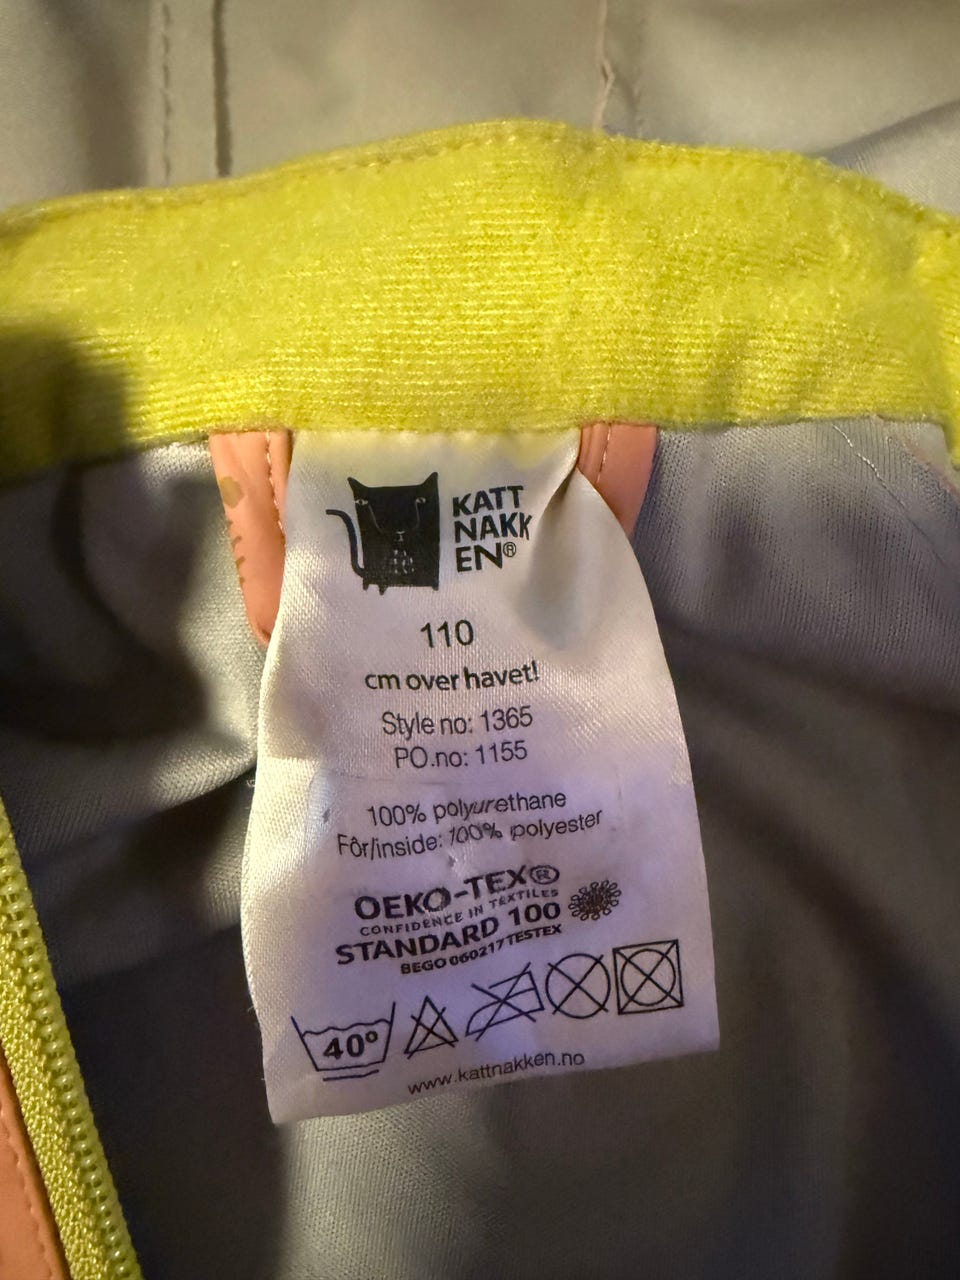 KATT
NAKK
EN®
110
cm over havet!
Style no: 1365
PO.no: 1155
100% polyurethane
Fôr/inside: 100% polyester
OEKO-TEX®
CONFIDENCE IN TEXTILES
STANDARD 100
BEGO 060217 TESTEX
40°
www.kattnakken.no